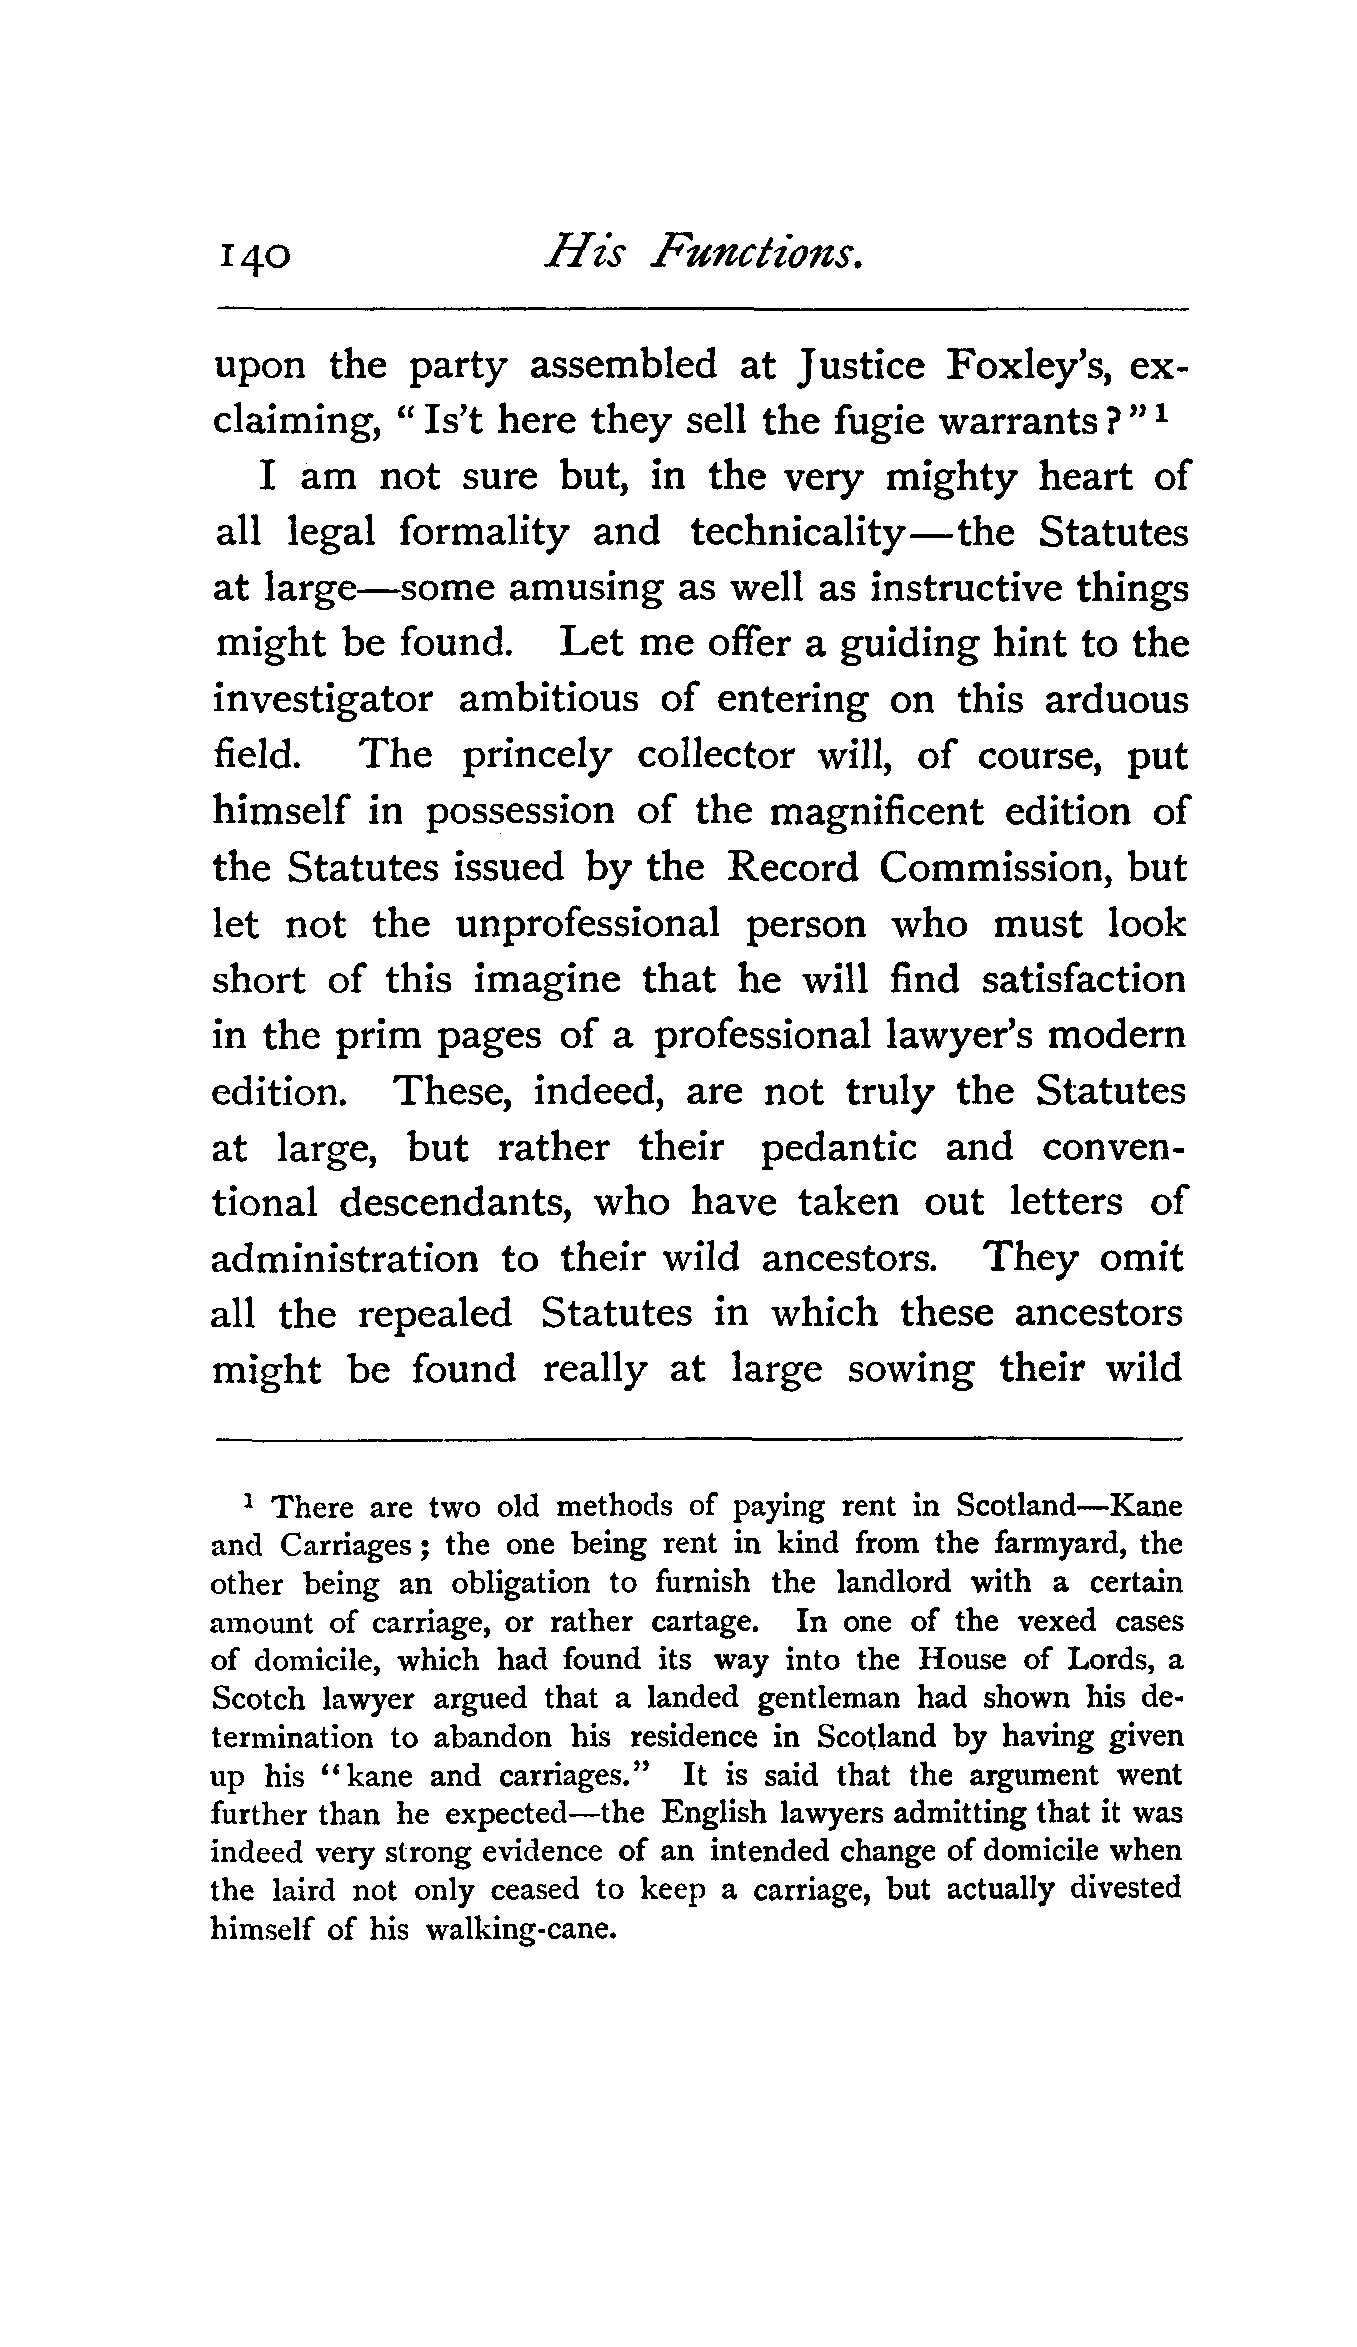 140 His Functions.
upon the party assembled at Justice Foxley's, ex-
claiming, “Is't here they sell the fugie warrants?”¹
I am not sure but, in the very mighty heart of
all legal formality and technicality—the Statutes
at large—some amusing as well as instructive things
might be found. Let me offer a guiding hint to the
investigator ambitious of entering on this arduous
field. The princely collector will, of course, put
himself in possession of the magnificent edition of
the Statutes issued by the Record Commission, but
let not the unprofessional person who must look
short of this imagine that he will find satisfaction
in the prim pages of a professional lawyer's modern
edition. These, indeed, are not truly the Statutes
at large, but rather their pedantic and conven-
tional descendants, who have taken out letters of
administration to their wild ancestors. They omit
all the repealed Statutes in which these ancestors
might be found really at large sowing their wild
¹ There are two old methods of paying rent in Scotland—Kane
and Carriages; the one being rent in kind from the farmyard, the
other being an obligation to furnish the landlord with a certain
amount of carriage, or rather cartage. In one of the vexed cases
of domicile, which had found its way into the House of Lords, a
Scotch lawyer argued that a landed gentleman had shown his de-
termination to abandon his residence in Scotland by having given
up his “kane and carriages.” It is said that the argument went
further than he expected—the English lawyers admitting that it was
indeed very strong evidence of an intended change of domicile when
the laird not only ceased to keep a carriage, but actually divested
himself of his walking-cane.